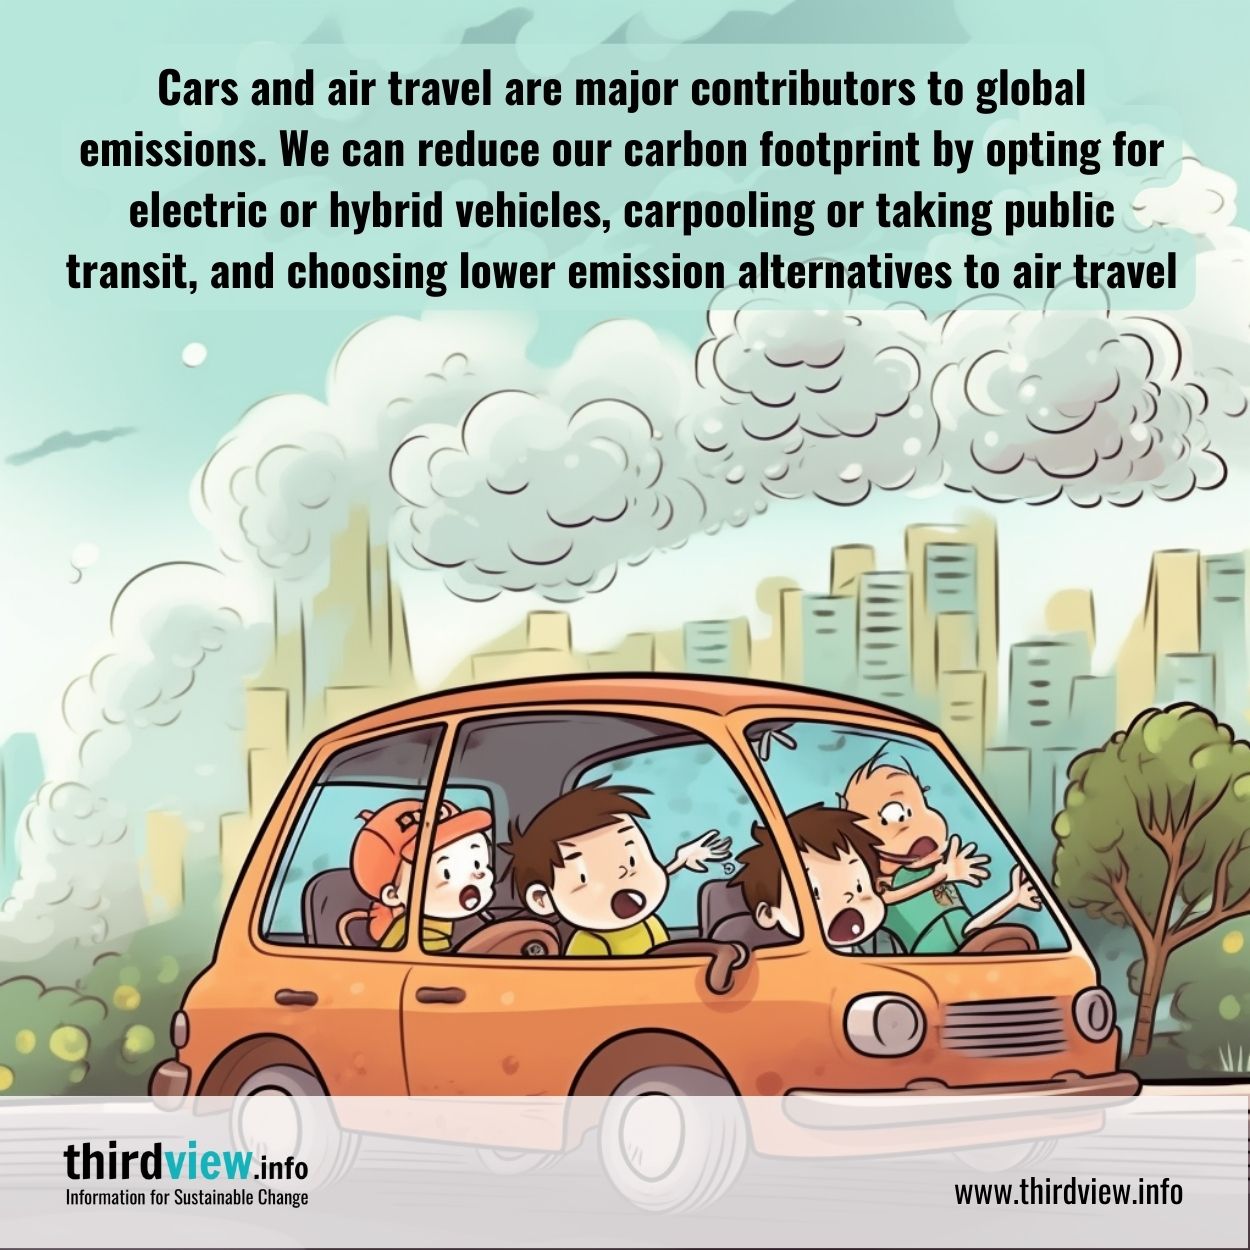 Cars and air travel are major contributors to global
emissions. We can reduce our carbon footprint by opting for
electric or hybrid vehicles, carpooling or taking public
transit, and choosing lower emission alternatives to air travel
thirdview.info
Information for Sustainable Change
www.thirdview.info